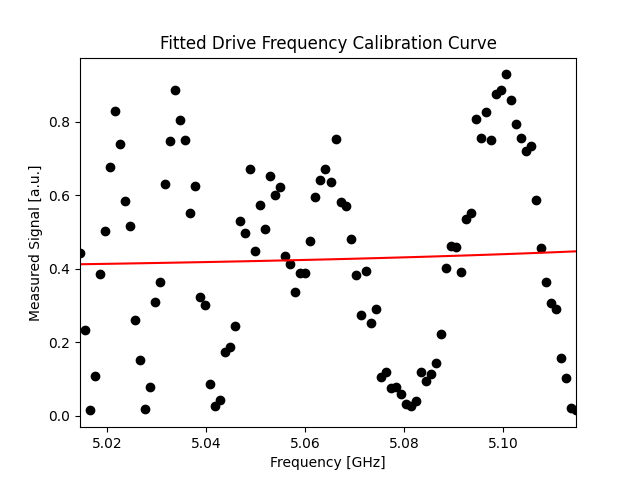 Fitted Drive Frequency Calibration Curve
Measured Signal [a.u.]
0.8
0.6
0.4
0.2
0.0
5.02 5.04 5.06 5.08 5.10
Frequency [GHz]